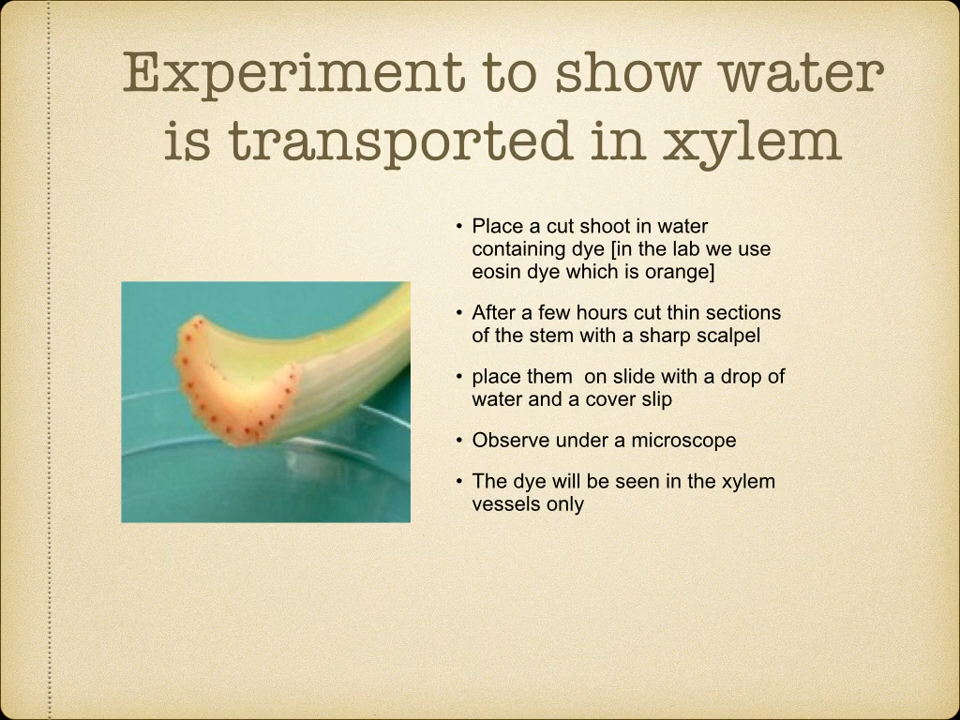 Experiment to show water
is transported in xylem
• Place a cut shoot in water
containing dye [in the lab we use
eosin dye which is orange]
• After a few hours cut thin sections
of the stem with a sharp scalpel
• place them  on slide with a drop of
water and a cover slip
• Observe under a microscope
• The dye will be seen in the xylem
vessels only